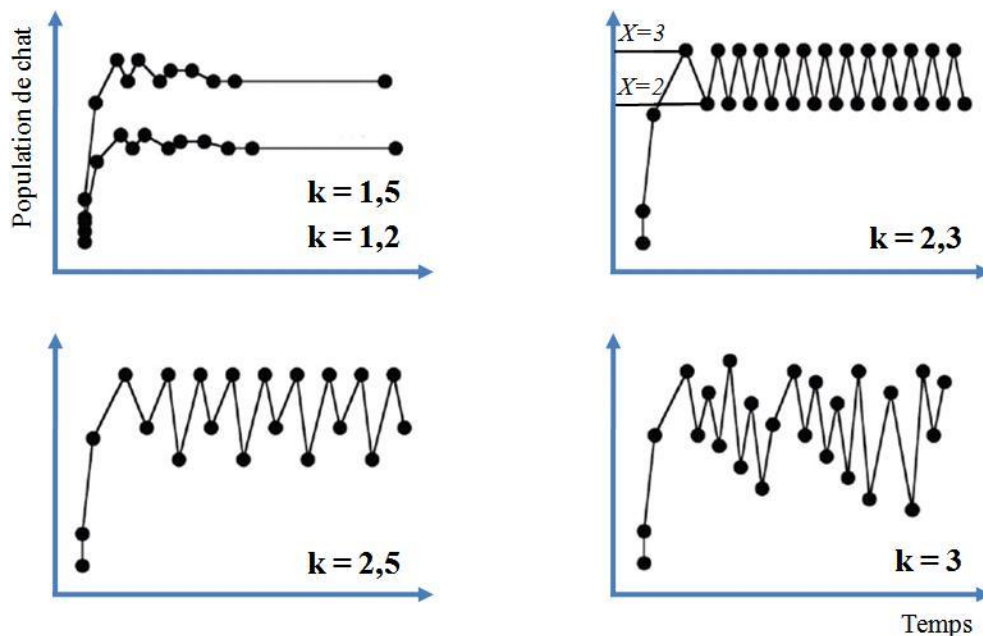 Population de chat
k = 1,5
k = 1,2
X=3
X=2
k = 2,3
k = 2,5
k = 3
Temps